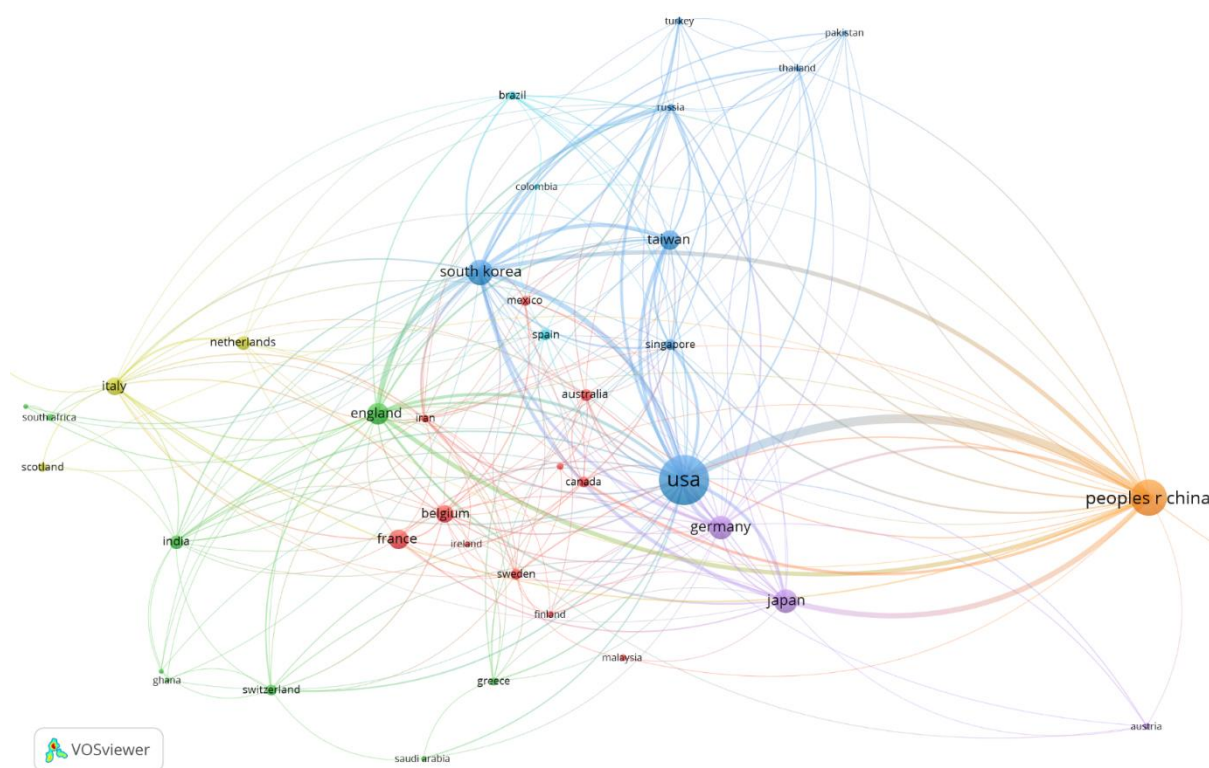 turkey
pakistan
thailand
brazil
russia
colombia
taiwan
south korea
mexico
spain
singapore
netherlands
italy
australia
england
iran
south africa
scotland
usa
canada
peoples r china
belgium
germany
france
india
ireland
sweden
japan
finland
malaysia
ghana
switzerland
greece
austria
saudi arabia
VOSviewer